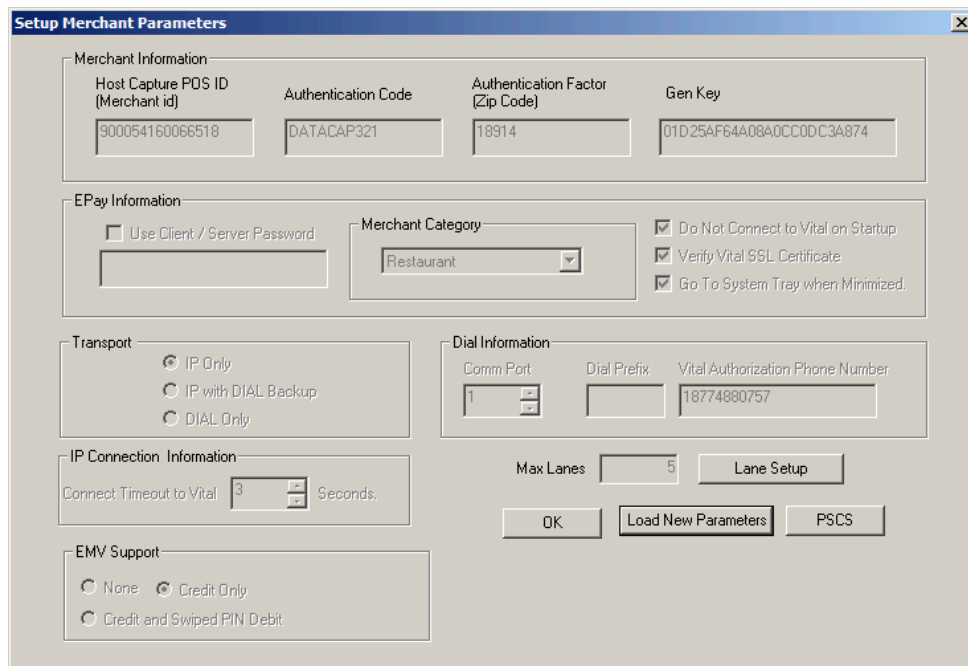 Setup Merchant Parameters
Merchant Information
Host Capture POS ID
(Merchant id)
Authentication Code
Authentication Factor
(Zip Code)
Gen Key
900054160066518
DATACAP321
18914
01D25AF64A08A0CC0DC3A874
EPay Information
Use Client / Server Password
Merchant Category
Restaurant
Do Not Connect to Vital on Startup
Verify Vital SSL Certificate
Go To System Tray when Minimized.
Transport
IP Only
IP with DIAL Backup
DIAL Only
Dial Information
Comm Port
Dial Prefix
Vital Authorization Phone Number
1
18774880757
IP Connection Information
Connect Timeout to Vital
3
Seconds.
Max Lanes
5
Lane Setup
OK
Load New Parameters
PSCS
EMV Support
None
Credit Only
Credit and Swiped PIN Debit